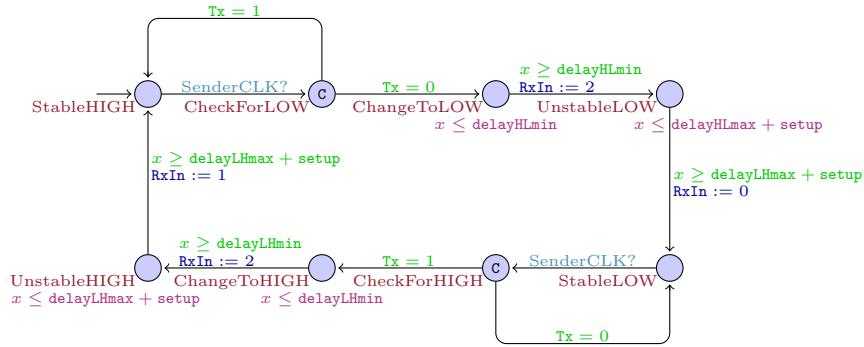 Tx = 1
SenderCLK?
Tx = 0
x ≥ delayHLmin
RxIn := 2
StableHIGH
C
CheckForLOW
ChangeToLOW
UnstableLOW
x ≤ delayHLmin
x ≤ delayHLmax + setup
x ≥ delayLHmax + setup
RxIn := 1
x ≥ delayLHmax + setup
RxIn := 0
x ≥ delayLHmin
RxIn := 2
Tx = 1
SenderCLK?
UnstableHIGH
ChangeToHIGH
CheckForHIGH
C
StableLOW
x ≤ delayLHmax + setup
x ≤ delayLHmin
Tx = 0